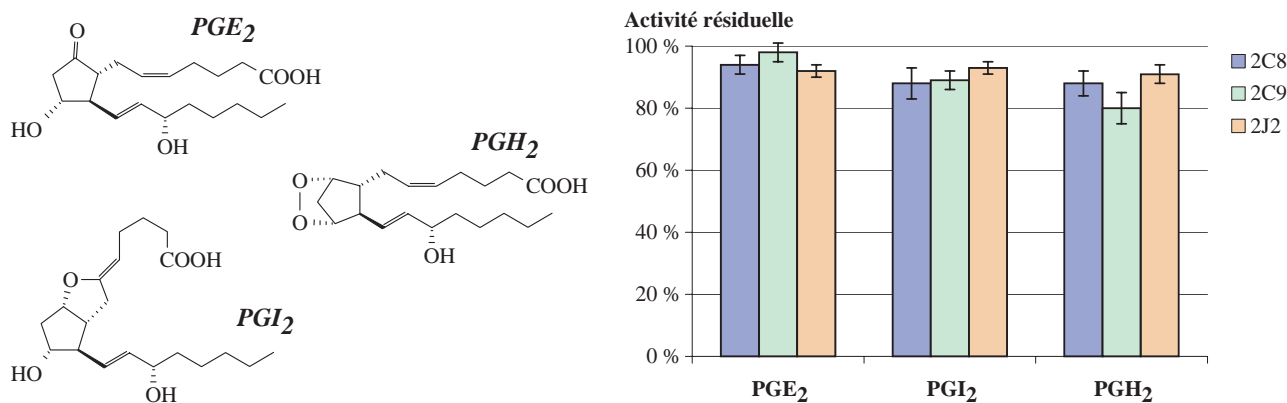 PGE2
O
COOH
HO
OH
PGH2
O
O
COOH
OH
PGI2
COOH
O
HO
OH
Activité résiduelle
100 %
80 %
60 %
40 %
20 %
0 %
PGE2
PGI2
PGH2
2C8
2C9
2J2